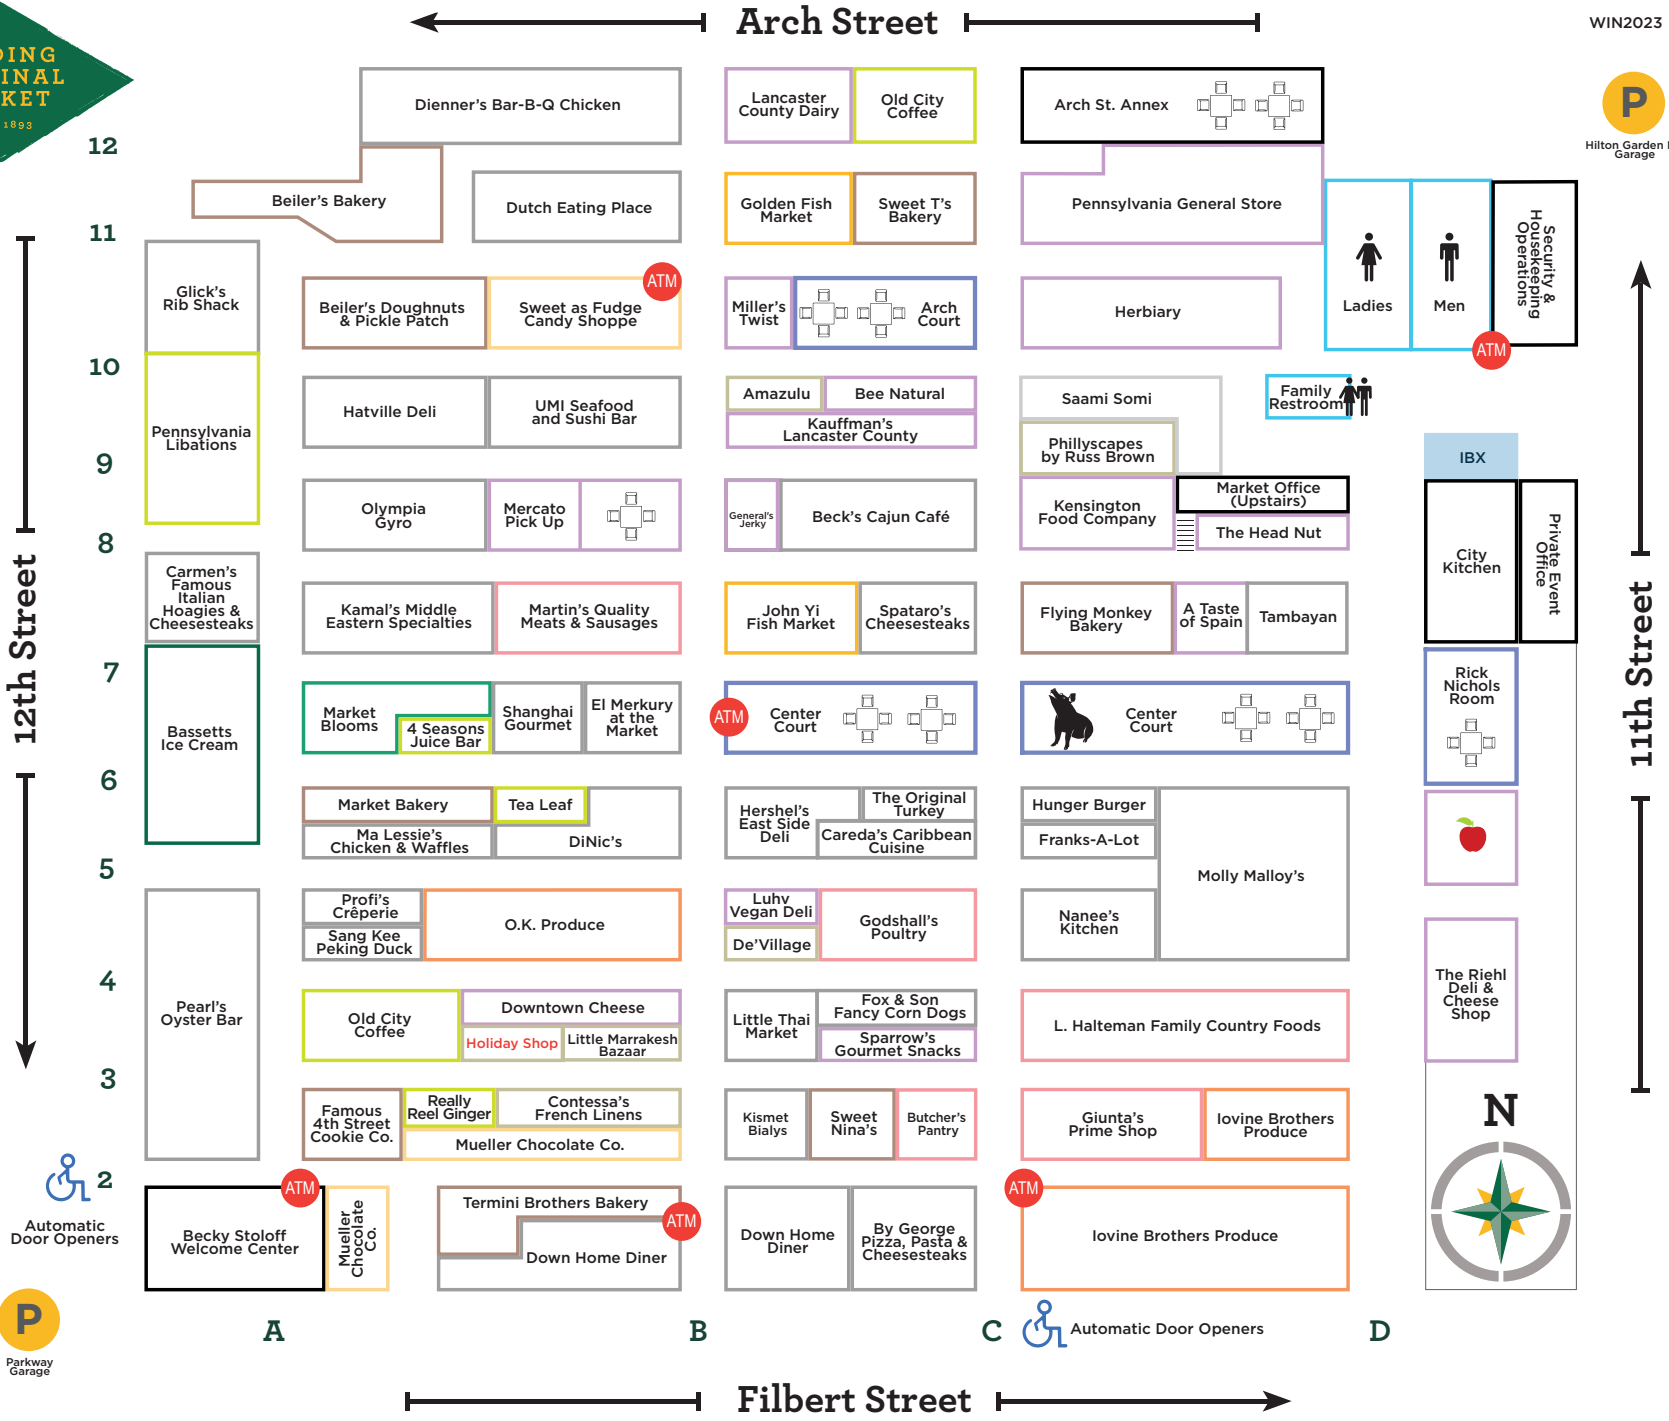 Arch Street
WIN2023
DING
INAL
KET
1893
P
Hilton Garden
Garage
12
Dienner's Bar-B-Q Chicken
Lancaster
County Dairy
Old City
Coffee
Arch St. Annex
Beiler's Bakery
Dutch Eating Place
Golden Fish
Market
Sweet T's
Bakery
Pennsylvania General Store
Ladies
Men
Security &
Housekeeping
Operations
ATM
11
Glick's
Rib Shack
Beiler's Doughnuts
& Pickle Patch
Sweet as Fudge
Candy Shoppe
ATM
Miller's
Twist
Arch
Court
Herbiary
10
Pennsylvania
Libations
Hatville Deli
UMI Seafood
and Sushi Bar
Amazulu
Bee Natural
Kauffman's
Lancaster County
Saami Somi
Phillyscapes
by Russ Brown
Family
Restroom
9
Olympia
Gyro
Mercato
Pick Up
General's
Jerky
Beck's Cajun Café
Kensington
Food Company
Market Office
(Upstairs)
The Head Nut
IBX
City
Kitchen
Private Event
Office
8
Carmen's
Famous
Italian
Hoagies &
Cheesesteaks
Kamal's Middle
Eastern Specialties
Martin's Quality
Meats & Sausages
John Yi
Fish Market
Spataro's
Cheesesteaks
Flying Monkey
Bakery
A Taste
of Spain
Tambayan
12th Street
11th Street
7
Bassetts
Ice Cream
Market
Blooms
4 Seasons
Juice Bar
Shanghai
Gourmet
El Merkury
at the
Market
ATM
Center
Court
Center
Court
Rick
Nichols
Room
6
Market Bakery
Tea Leaf
Ma Lessie's
Chicken & Waffles
DiNic's
Hershel's
East Side
Deli
The Original
Turkey
Careda's Caribbean
Cuisine
Hunger Burger
Franks-A-Lot
Molly Malloy's
5
Profi's
Crêperie
Sang Kee
Peking Duck
O.K. Produce
Luhv
Vegan Deli
De'Village
Godshall's
Poultry
Nanee's
Kitchen
4
Pearl's
Oyster Bar
Old City
Coffee
Downtown Cheese
Holiday Shop
Little Marrakesh
Bazaar
Little Thai
Market
Fox & Son
Fancy Corn Dogs
Sparrow's
Gourmet Snacks
L. Halteman Family Country Foods
The Riehl
Deli &
Cheese
Shop
3
Famous
4th Street
Cookie Co.
Really
Reel Ginger
Contessa's
French Linens
Mueller Chocolate Co.
Kismet
Bialys
Sweet
Nina's
Butcher's
Pantry
Giunta's
Prime Shop
Iovine Brothers
Produce
N
2
Automatic
Door Openers
ATM
Becky Stoloff
Welcome Center
Mueller
Chocolate
Co.
Termini Brothers Bakery
ATM
Down Home Diner
Down Home
Diner
By George
Pizza, Pasta &
Cheesesteaks
ATM
Iovine Brothers Produce
P
Parkway
Garage
A
B
C
Automatic Door Openers
D
Filbert Street